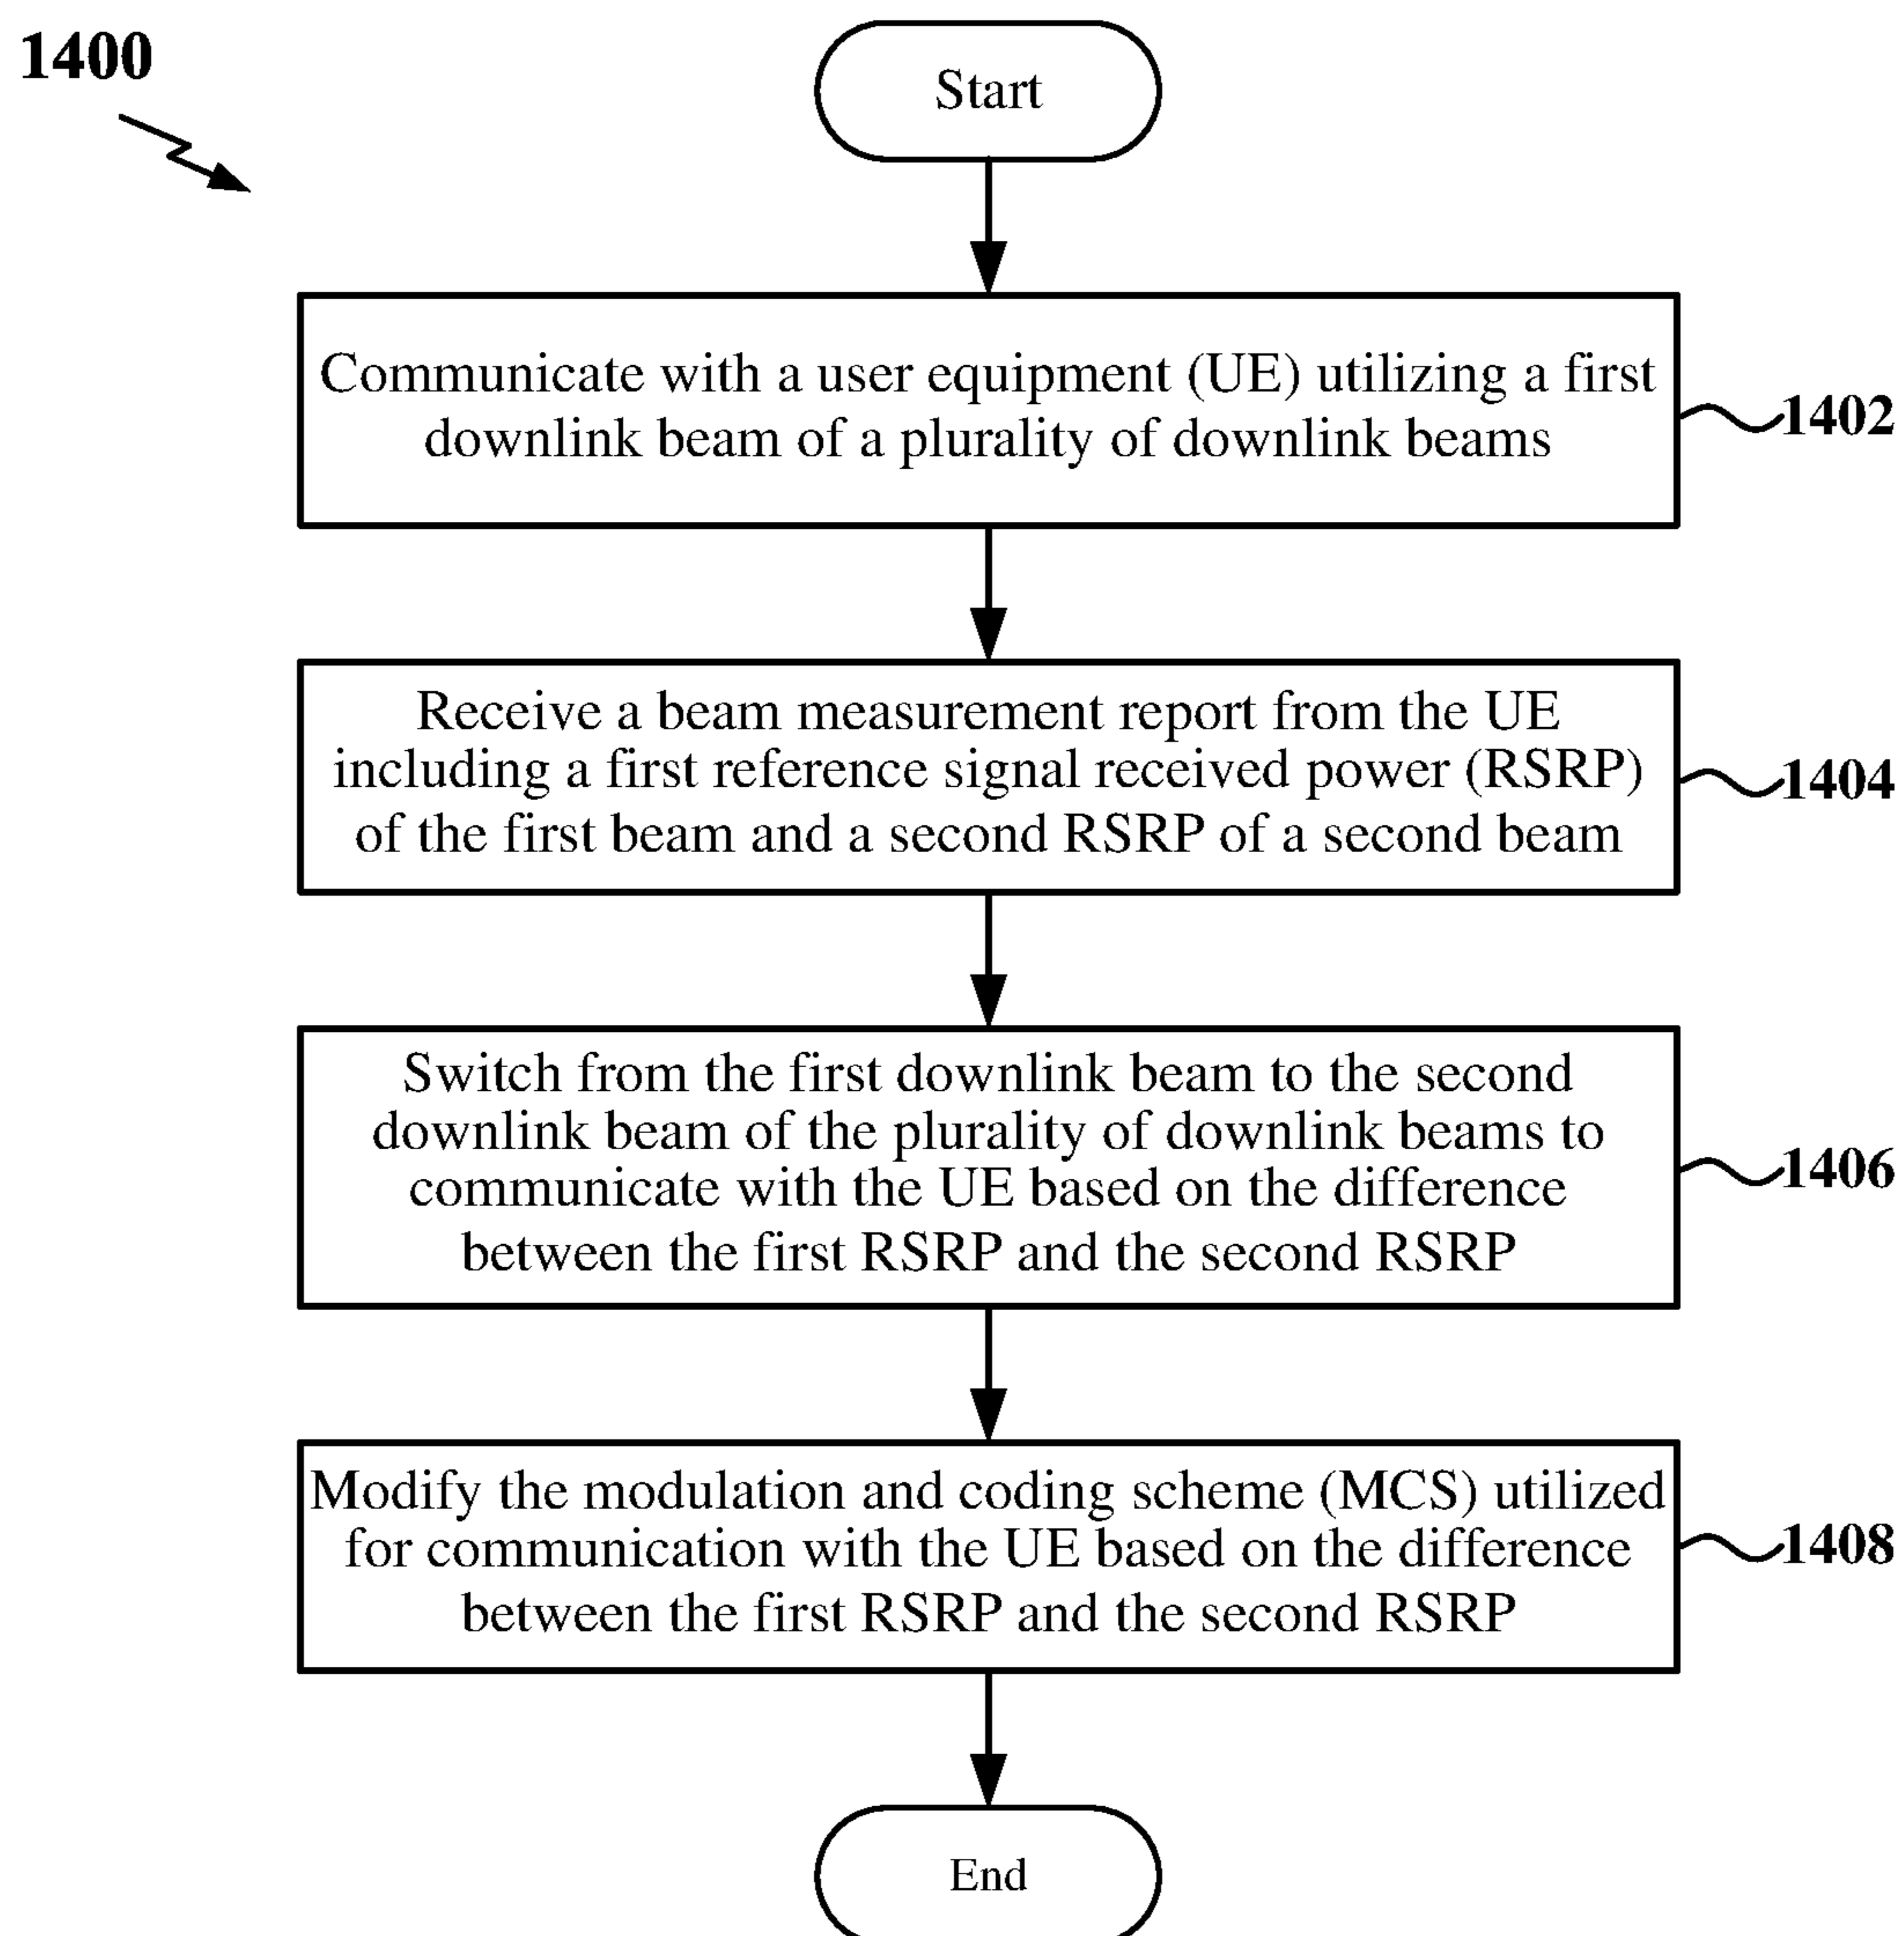 1400
Start
Communicate with a user equipment (UE) utilizing a first
downlink beam of a plurality of downlink beams
1402
Receive a beam measurement report from the UE
including a first reference signal received power (RSRP)
of the first beam and a second RSRP of a second beam
1404
Switch from the first downlink beam to the second
downlink beam of the plurality of downlink beams to
communicate with the UE based on the difference
between the first RSRP and the second RSRP
1406
Modify the modulation and coding scheme (MCS) utilized
for communication with the UE based on the difference
between the first RSRP and the second RSRP
1408
End